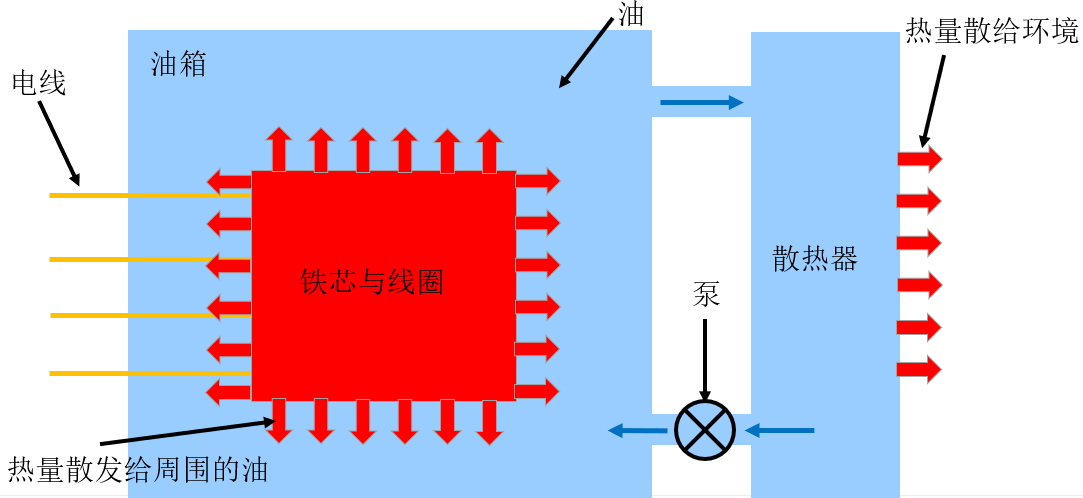 油
热量散给环境
油箱
电线
散热器
铁芯与线圈
泵
热量散发给周围的油